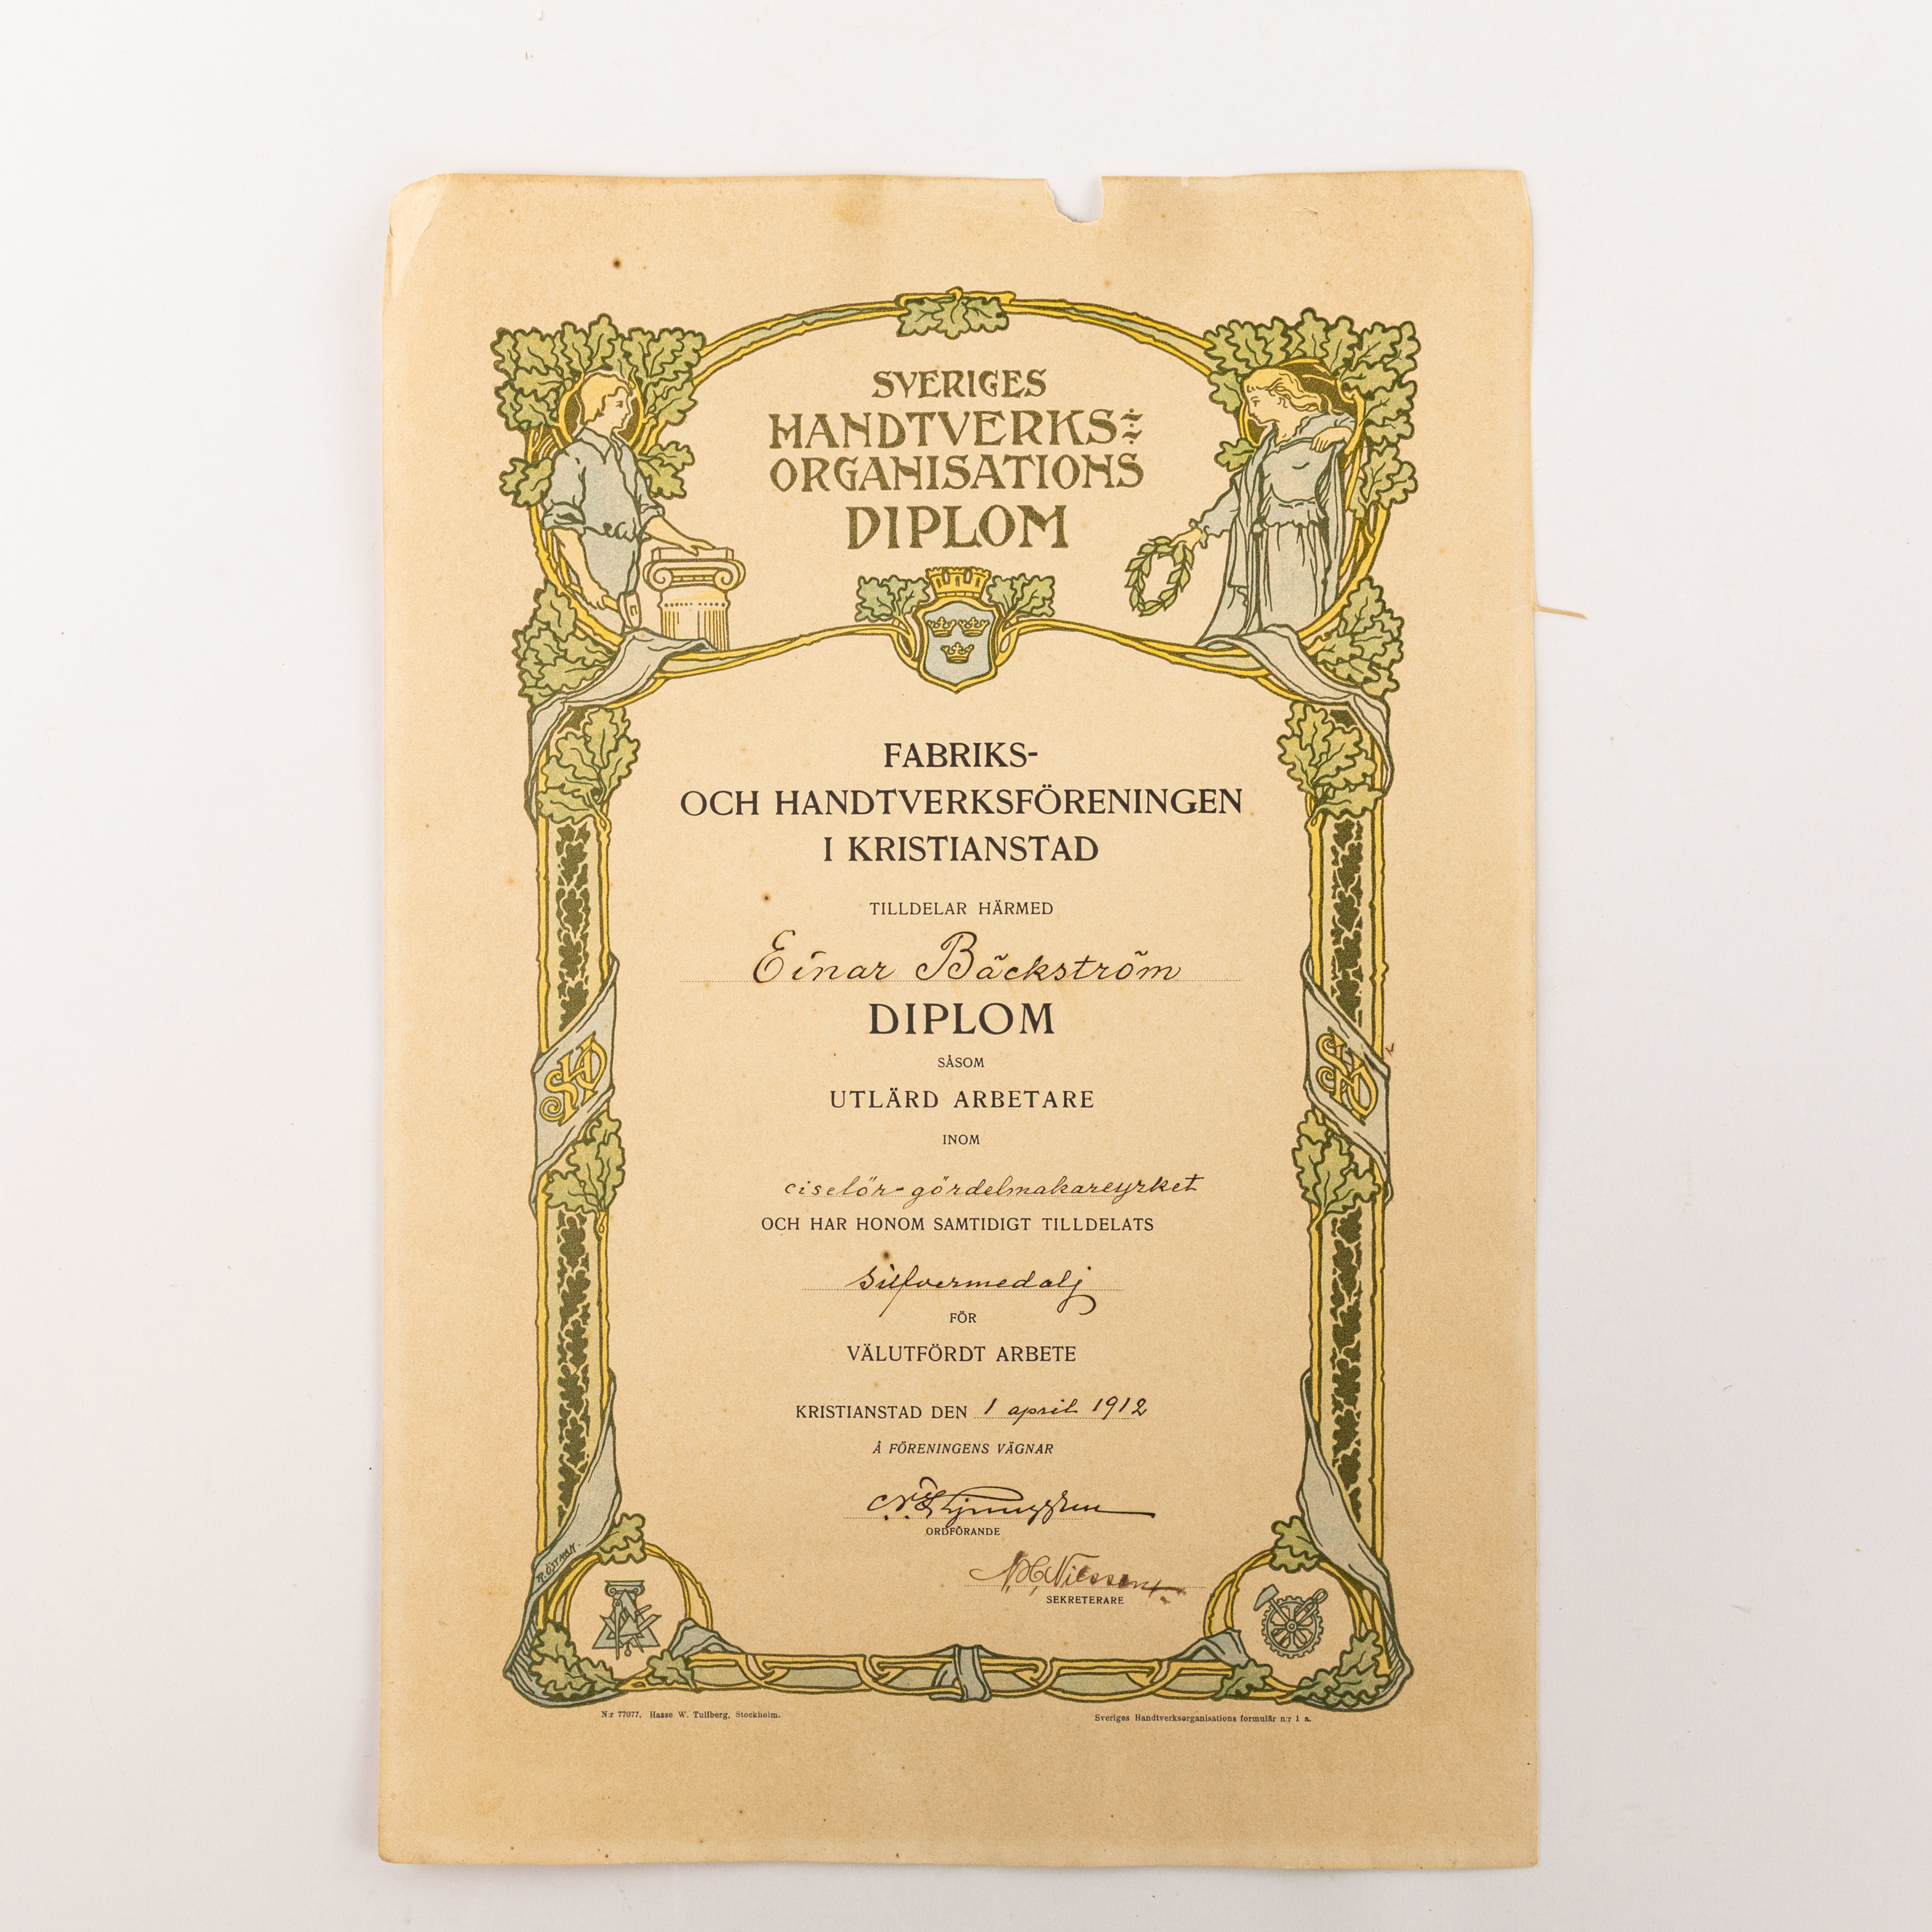 SVERIGES
HANDTVERKS-
ORGANISATIONS
DIPLOM
FABRIKS-
OCH HANDTVERKSFÖRENINGEN
I KRISTIANSTAD
TILLDELAR HÄRMED
Einar Bäckström
DIPLOM
SÅSOM
UTLÄRD ARBETARE
INOM
ciselör-gördelmakareyrket
OCH HAR HONOM SAMTIDIGT TILLDELATS
Silfvermedalj
FÖR
VÄLUTFÖRDT ARBETE
KRISTIANSTAD DEN 1 april 1912
Å FÖRENINGENS VÄGNAR
ORDFÖRANDE
SEKRETERARE
N:r 77077, Hasse W. Tullberg, Stockholm.
Sveriges Handtverksorganisations formulär n:r 1 a.